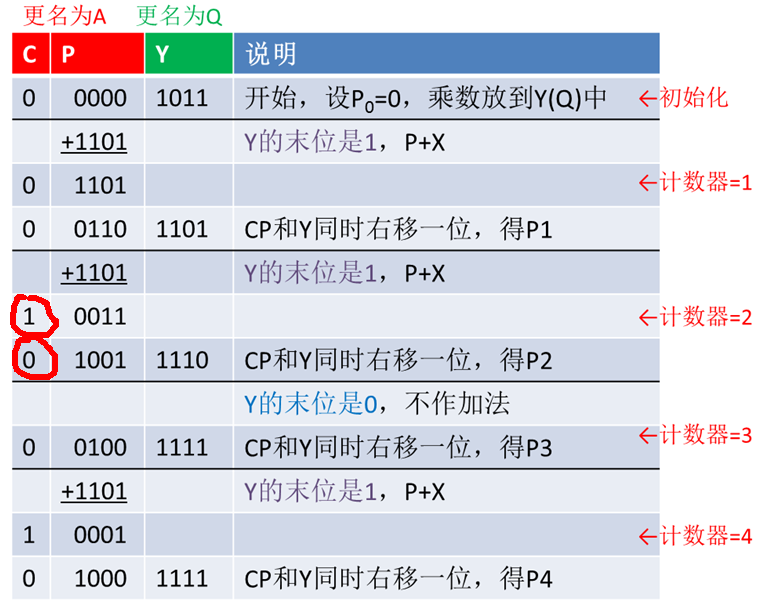 更名为A 更名为Q
C P Y 说明
0 0000 1011 开始，设P0=0，乘数放到Y(Q)中 ←初始化
+1101 Y的末位是1，P+X
0 1101 ←计数器=1
0 0110 1101 CP和Y同时右移一位，得P1
+1101 Y的末位是1，P+X
1 0011 ←计数器=2
0 1001 1110 CP和Y同时右移一位，得P2
Y的末位是0，不作加法
0 0100 1111 CP和Y同时右移一位，得P3 ←计数器=3
+1101 Y的末位是1，P+X
1 0001 ←计数器=4
0 1000 1111 CP和Y同时右移一位，得P4